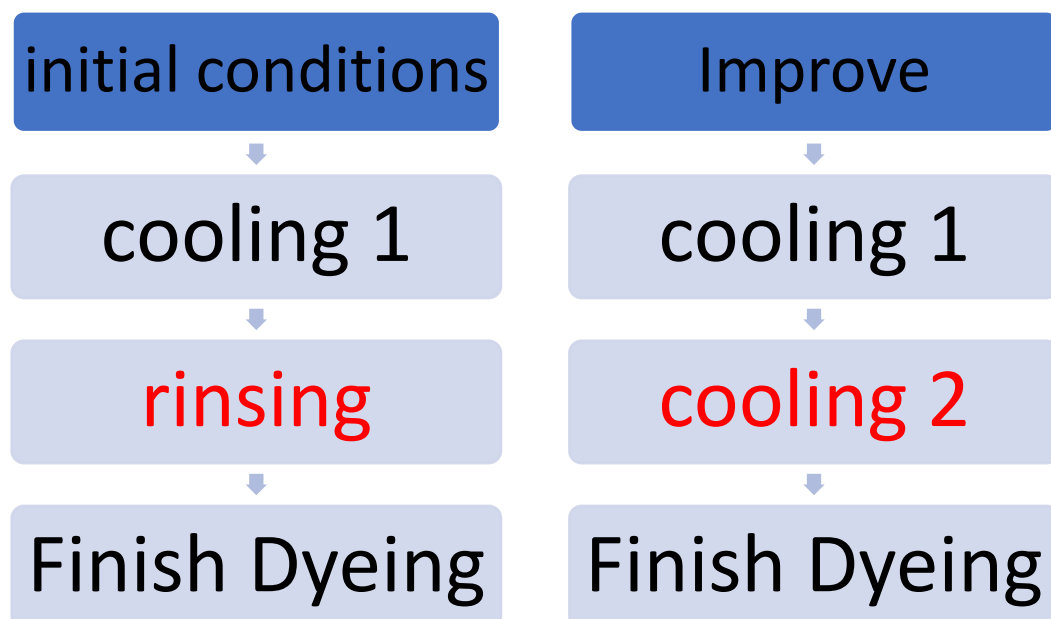 initial conditions
cooling 1
rinsing
Finish Dyeing
Improve
cooling 1
cooling 2
Finish Dyeing